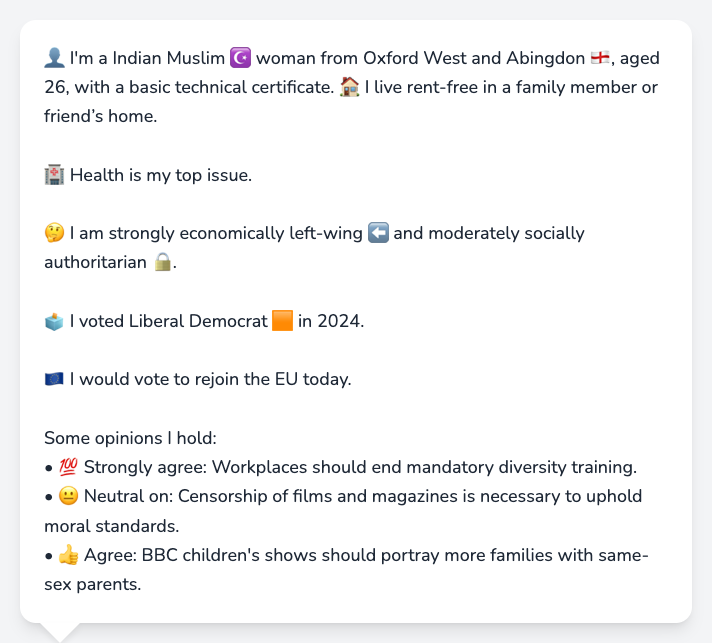 👤 I'm a Indian Muslim ☪️ woman from Oxford West and Abingdon 🏴󠁧󠁢󠁥󠁮󠁧󠁿, aged
26, with a basic technical certificate. 🏠 I live rent-free in a family member or
friend’s home.
🏥 Health is my top issue.
🤔 I am strongly economically left-wing ⬅️ and moderately socially
authoritarian 🔒.
🗳️ I voted Liberal Democrat 🟧 in 2024.
🇪🇺 I would vote to rejoin the EU today.
Some opinions I hold:
• 💯 Strongly agree: Workplaces should end mandatory diversity training.
• 😐 Neutral on: Censorship of films and magazines is necessary to uphold
moral standards.
• 👍 Agree: BBC children's shows should portray more families with same-
sex parents.